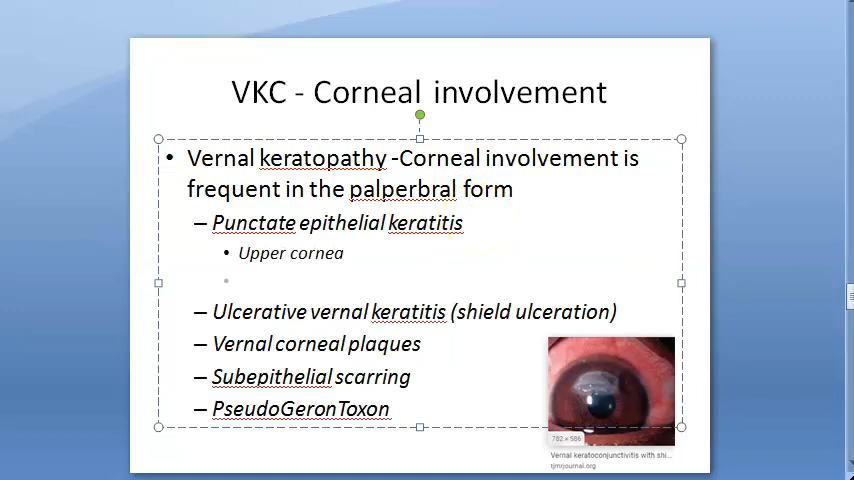 VKC - Corneal involvement
• Vernal keratopathy -Corneal involvement is
frequent in the palperbral form
– Punctate epithelial keratitis
• Upper cornea
•
– Ulcerative vernal keratitis (shield ulceration)
– Vernal corneal plaques
– Subepithelial scarring
– PseudoGeronToxon
782 × 586
Vernal keratoconjunctivitis with shi...
tjmrjournal.org